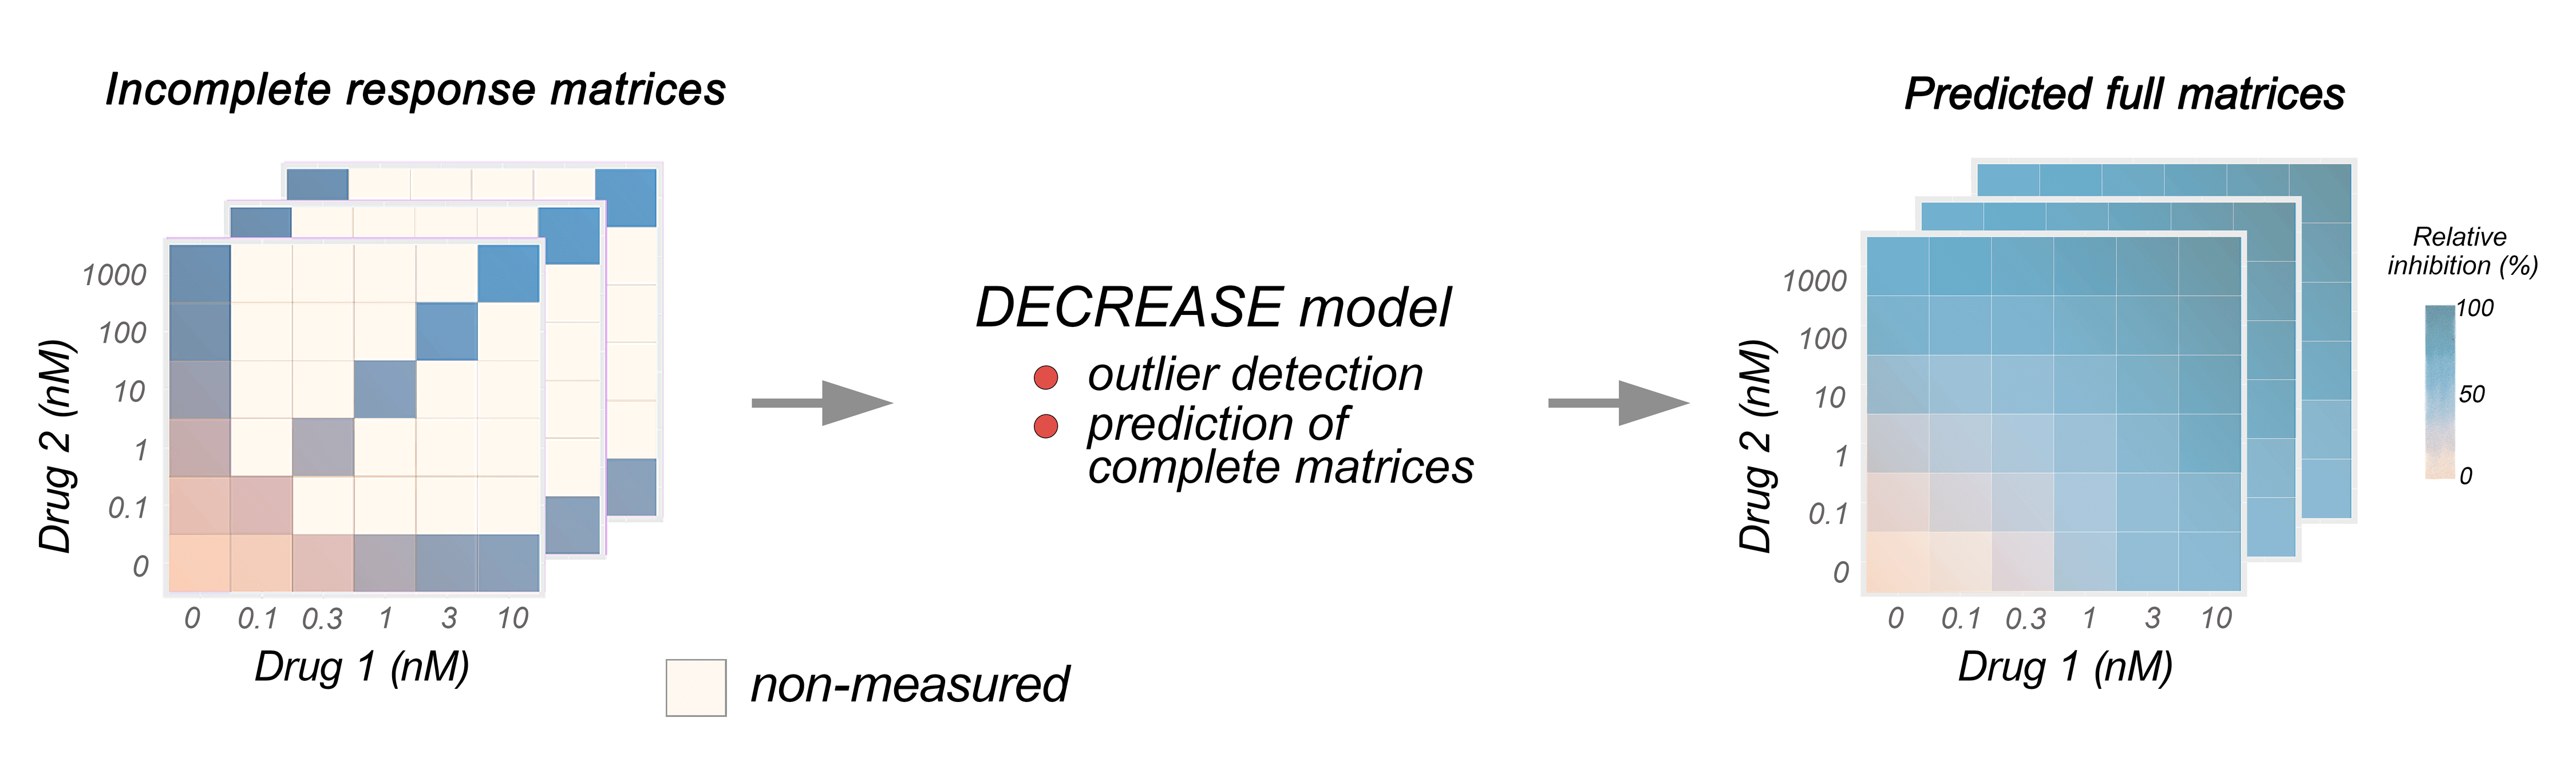 Incomplete response matrices
1000
100
10
1
0.1
0
Drug 2 (nM)
0 0.1 0.3 1 3 10
Drug 1 (nM)
non-measured
DECREASE model
outlier detection
prediction of
complete matrices
Predicted full matrices
1000
100
10
1
0.1
0
Drug 2 (nM)
0 0.1 0.3 1 3 10
Drug 1 (nM)
Relative
inhibition (%)
100
50
0